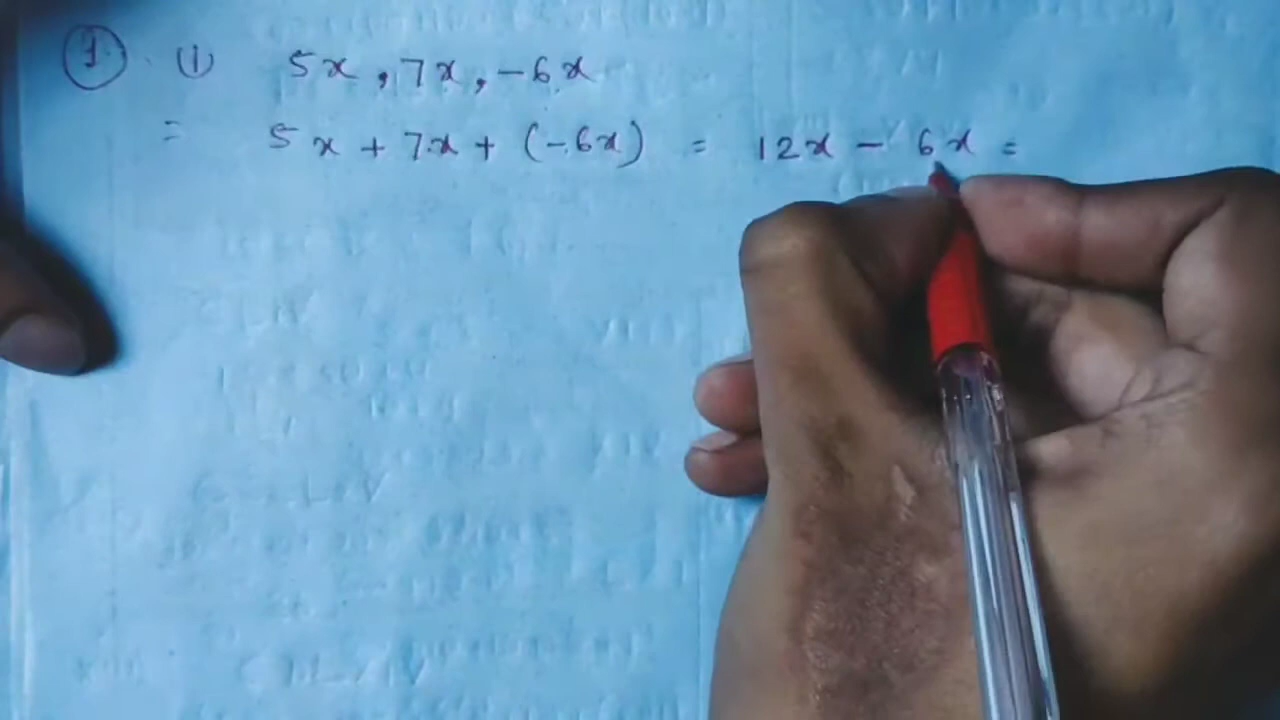 1. (i) 5x, 7x, -6x
= 5x + 7x + (-6x) = 12x - 6x =